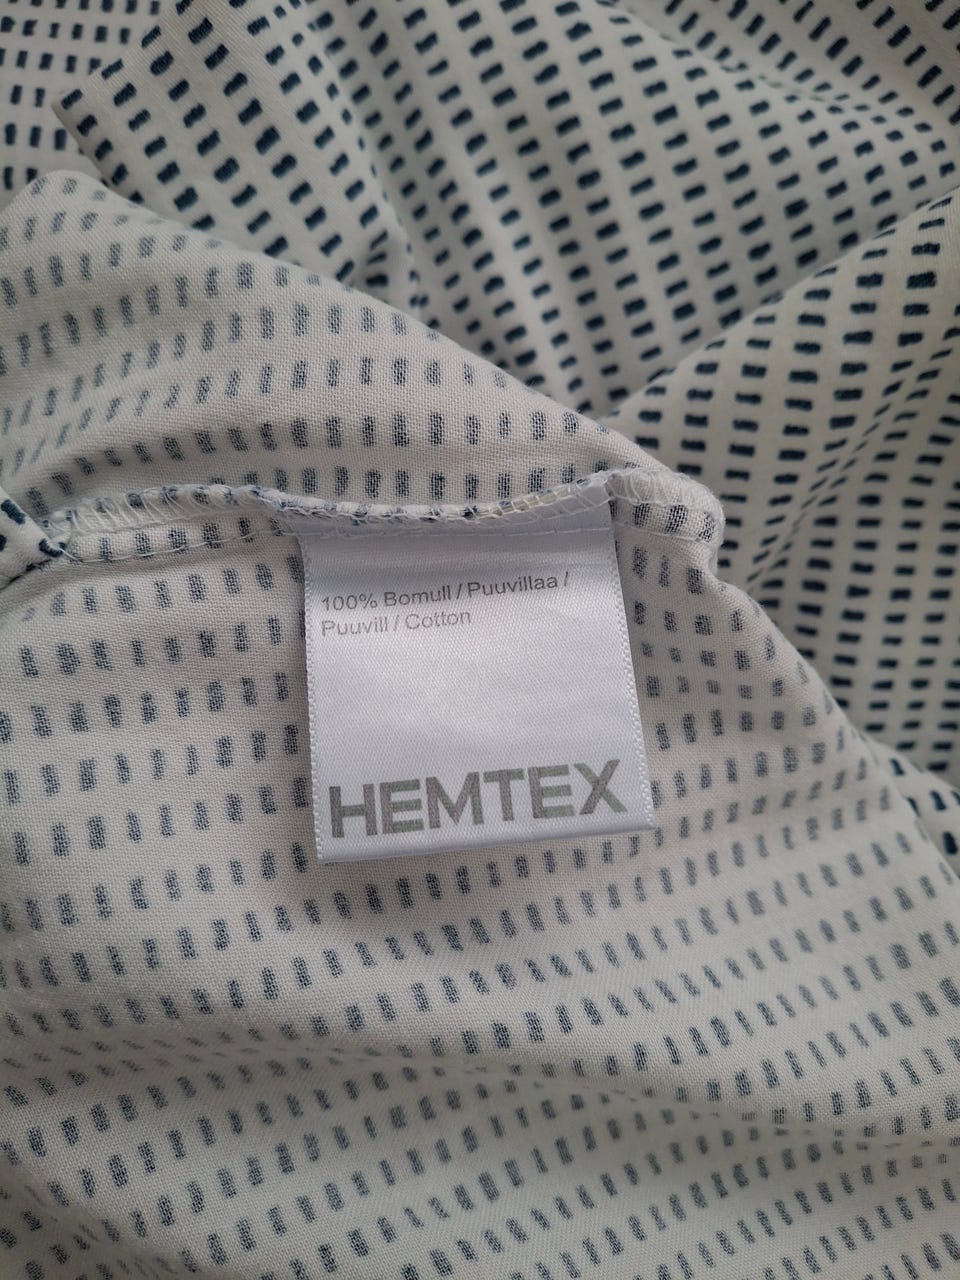 100% Bomull / Puuvillaa /
Puuvill / Cotton
HEMTEX